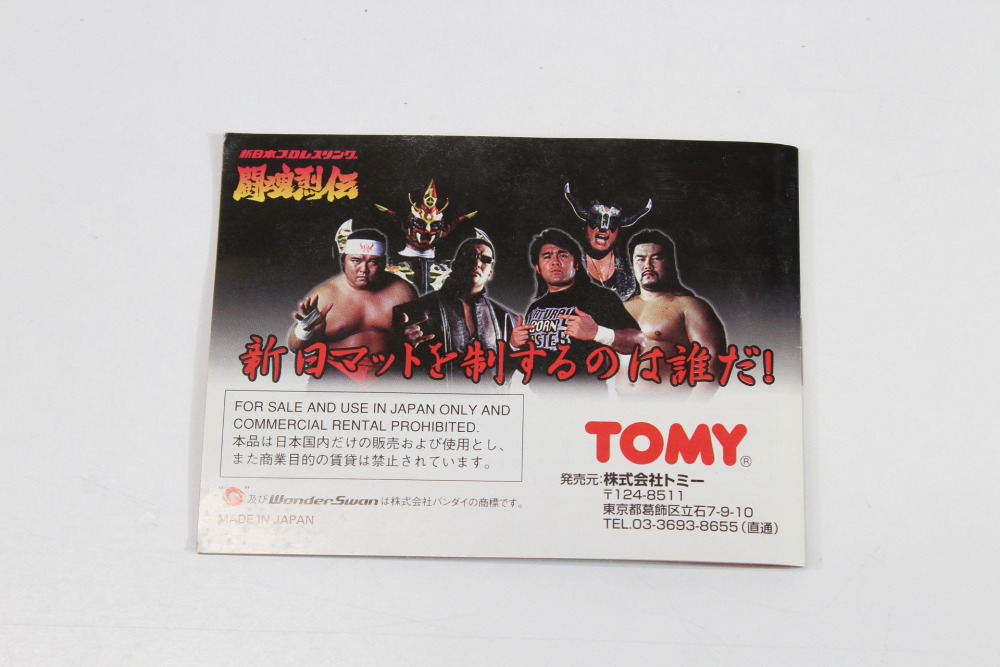 新日本プロレスリング®
闘魂烈伝
NATURAL
BORN
MASTER
新日マットを制するのは誰だ!
FOR SALE AND USE IN JAPAN ONLY AND
COMMERCIAL RENTAL PROHIBITED.
本品は日本国内だけの販売および使用とし、
また商業目的の賃貸は禁止されています。
" "及びWonderSwanは株式会社バンダイの商標です。
MADE IN JAPAN
TOMY®
発売元:株式会社トミー
〒124-8511
東京都葛飾区立石7-9-10
TEL.03-3693-8655(直通)